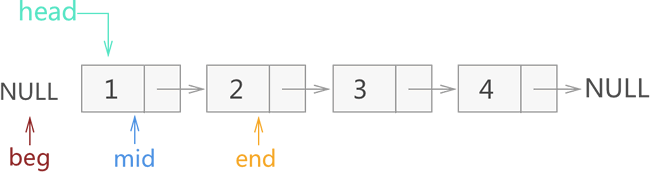 head
NULL 1 2 3 4 NULL
beg mid end